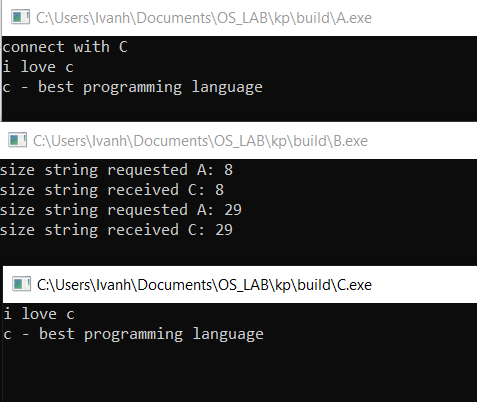 C:\Users\Ivanh\Documents\OS_LAB\kp\build\A.exe
connect with C
i love c
c - best programming language
C:\Users\Ivanh\Documents\OS_LAB\kp\build\B.exe
size string requested A: 8
size string received C: 8
size string requested A: 29
size string received C: 29
C:\Users\Ivanh\Documents\OS_LAB\kp\build\C.exe
i love c
c - best programming language